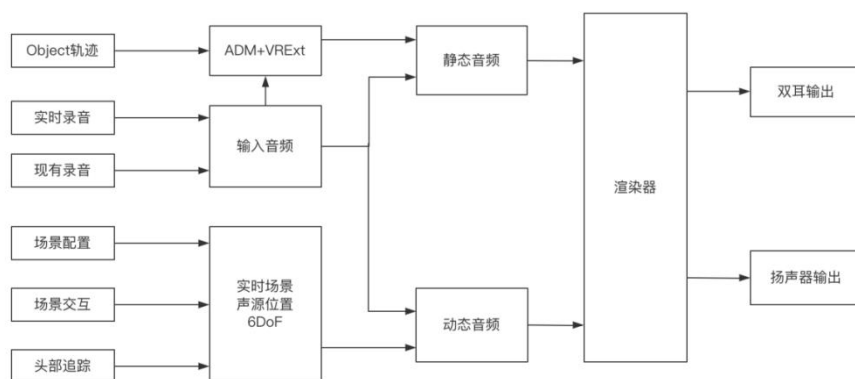 Object轨迹
ADM+VRExt
静态音频
双耳输出
实时录音
输入音频
现有录音
渲染器
场景配置
实时场景
声源位置
6DoF
场景交互
动态音频
扬声器输出
头部追踪